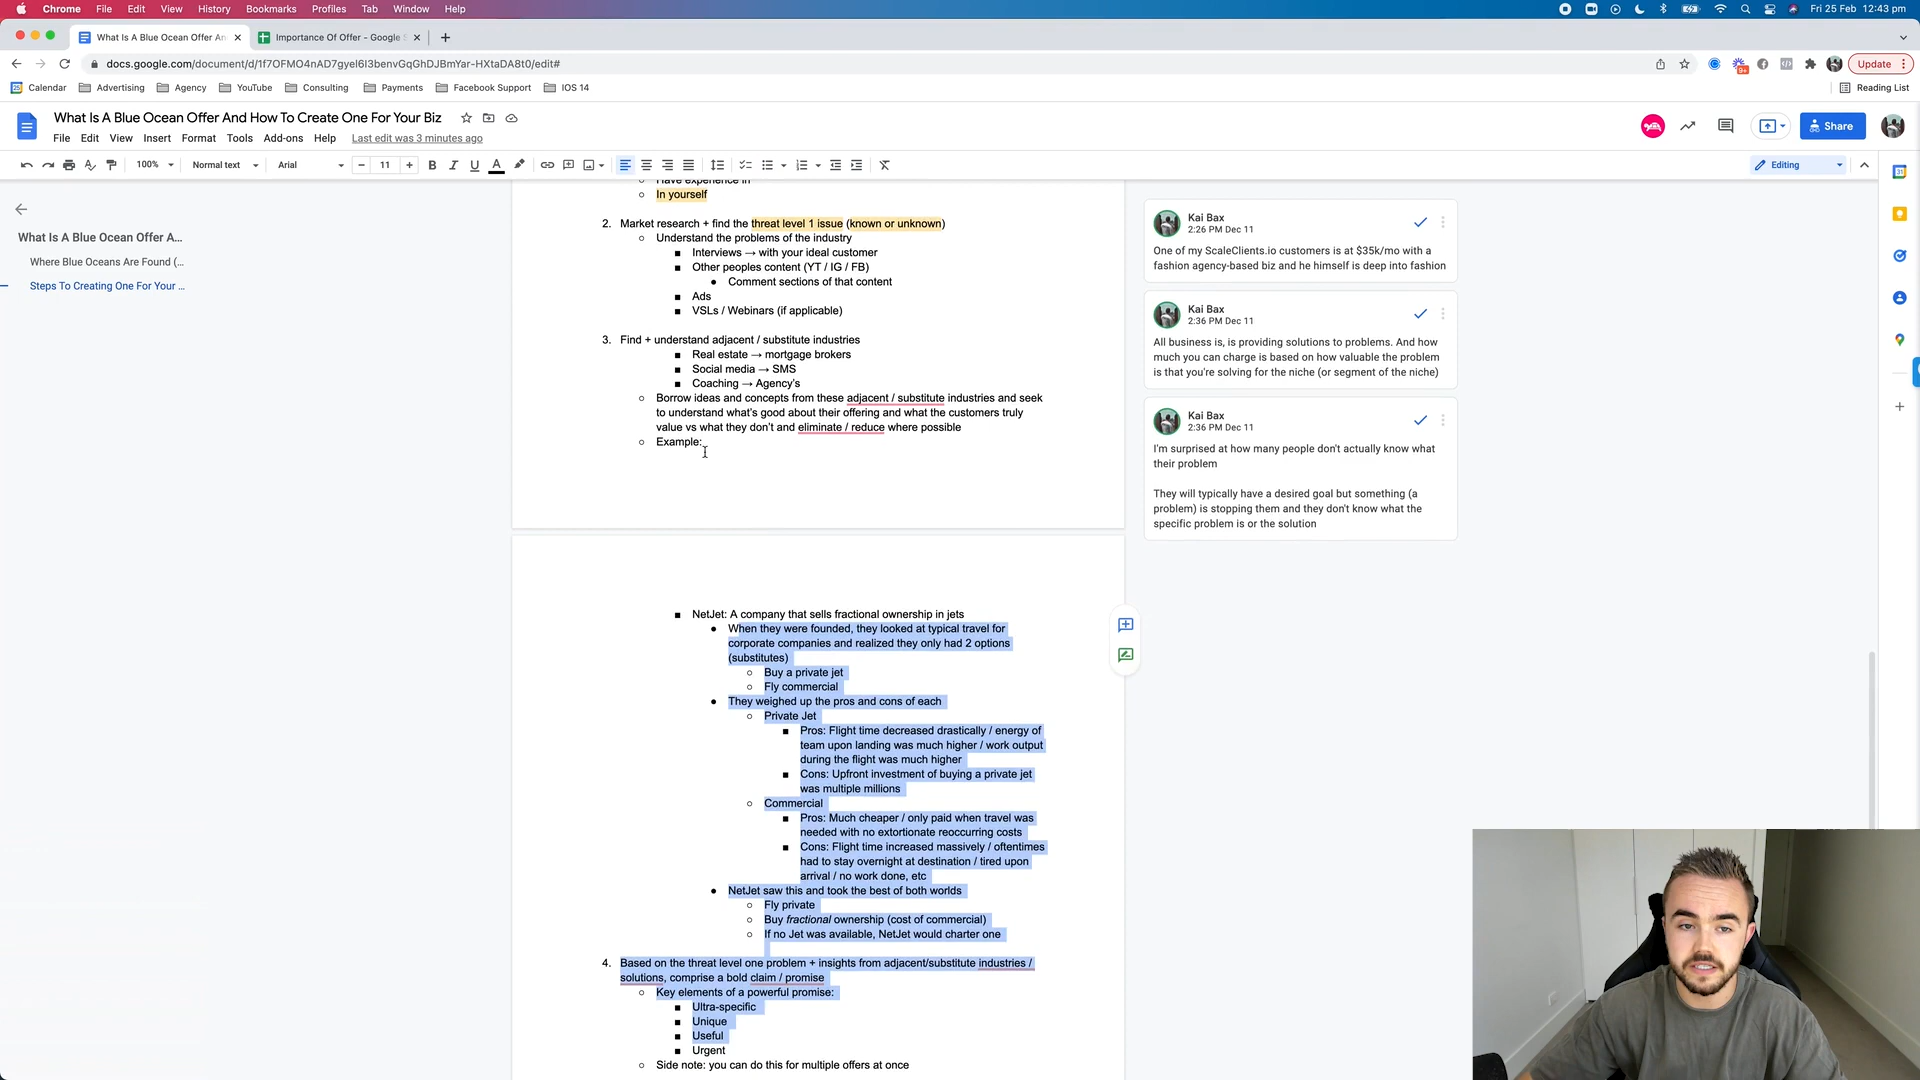 Chrome File Edit View History Bookmarks Profiles Tab Window Help Fri 25 Feb 12:43 pm
What Is A Blue Ocean Offer An
Importance Of Offer - Google S
docs.google.com/document/d/1f7OFMO4nAD7gyel6I3benvGqGhDJBmYar-HXtaDA8t0/edit#
9+
Update
Calendar Advertising Agency YouTube Consulting Payments Facebook Support IOS 14 Reading List
What Is A Blue Ocean Offer And How To Create One For Your Biz
File Edit View Insert Format Tools Add-ons Help Last edit was 3 minutes ago
Share
100% Normal text Arial 11 Editing
What Is A Blue Ocean Offer A...
Where Blue Oceans Are Found (...
Steps To Creating One For Your ...
Have experience in
In yourself
2. Market research + find the threat level 1 issue (known or unknown)
Understand the problems of the industry
Interviews → with your ideal customer
Other peoples content (YT / IG / FB)
Comment sections of that content
Ads
VSLs / Webinars (if applicable)
3. Find + understand adjacent / substitute industries
Real estate → mortgage brokers
Social media → SMS
Coaching → Agency's
Borrow ideas and concepts from these adjacent / substitute industries and seek
to understand what's good about their offering and what the customers truly
value vs what they don't and eliminate / reduce where possible
Example:
NetJet: A company that sells fractional ownership in jets
When they were founded, they looked at typical travel for
corporate companies and realized they only had 2 options
(substitutes)
Buy a private jet
Fly commercial
They weighed up the pros and cons of each
Private Jet
Pros: Flight time decreased drastically / energy of
team upon landing was much higher / work output
during the flight was much higher
Cons: Upfront investment of buying a private jet
was multiple millions
Commercial
Pros: Much cheaper / only paid when travel was
needed with no extortionate reoccurring costs
Cons: Flight time increased massively / oftentimes
had to stay overnight at destination / tired upon
arrival / no work done, etc
NetJet saw this and took the best of both worlds
Fly private
Buy fractional ownership (cost of commercial)
If no Jet was available, NetJet would charter one
4. Based on the threat level one problem + insights from adjacent/substitute industries /
solutions, comprise a bold claim / promise
Key elements of a powerful promise:
Ultra-specific
Unique
Useful
Urgent
Side note: you can do this for multiple offers at once
Kai Bax
2:26 PM Dec 11
One of my ScaleClients.io customers is at $35k/mo with a
fashion agency-based biz and he himself is deep into fashion
Kai Bax
2:36 PM Dec 11
All business is, is providing solutions to problems. And how
much you can charge is based on how valuable the problem
is that you're solving for the niche (or segment of the niche)
Kai Bax
2:36 PM Dec 11
I'm surprised at how many people don't actually know what
their problem
They will typically have a desired goal but something (a
problem) is stopping them and they don't know what the
specific problem is or the solution